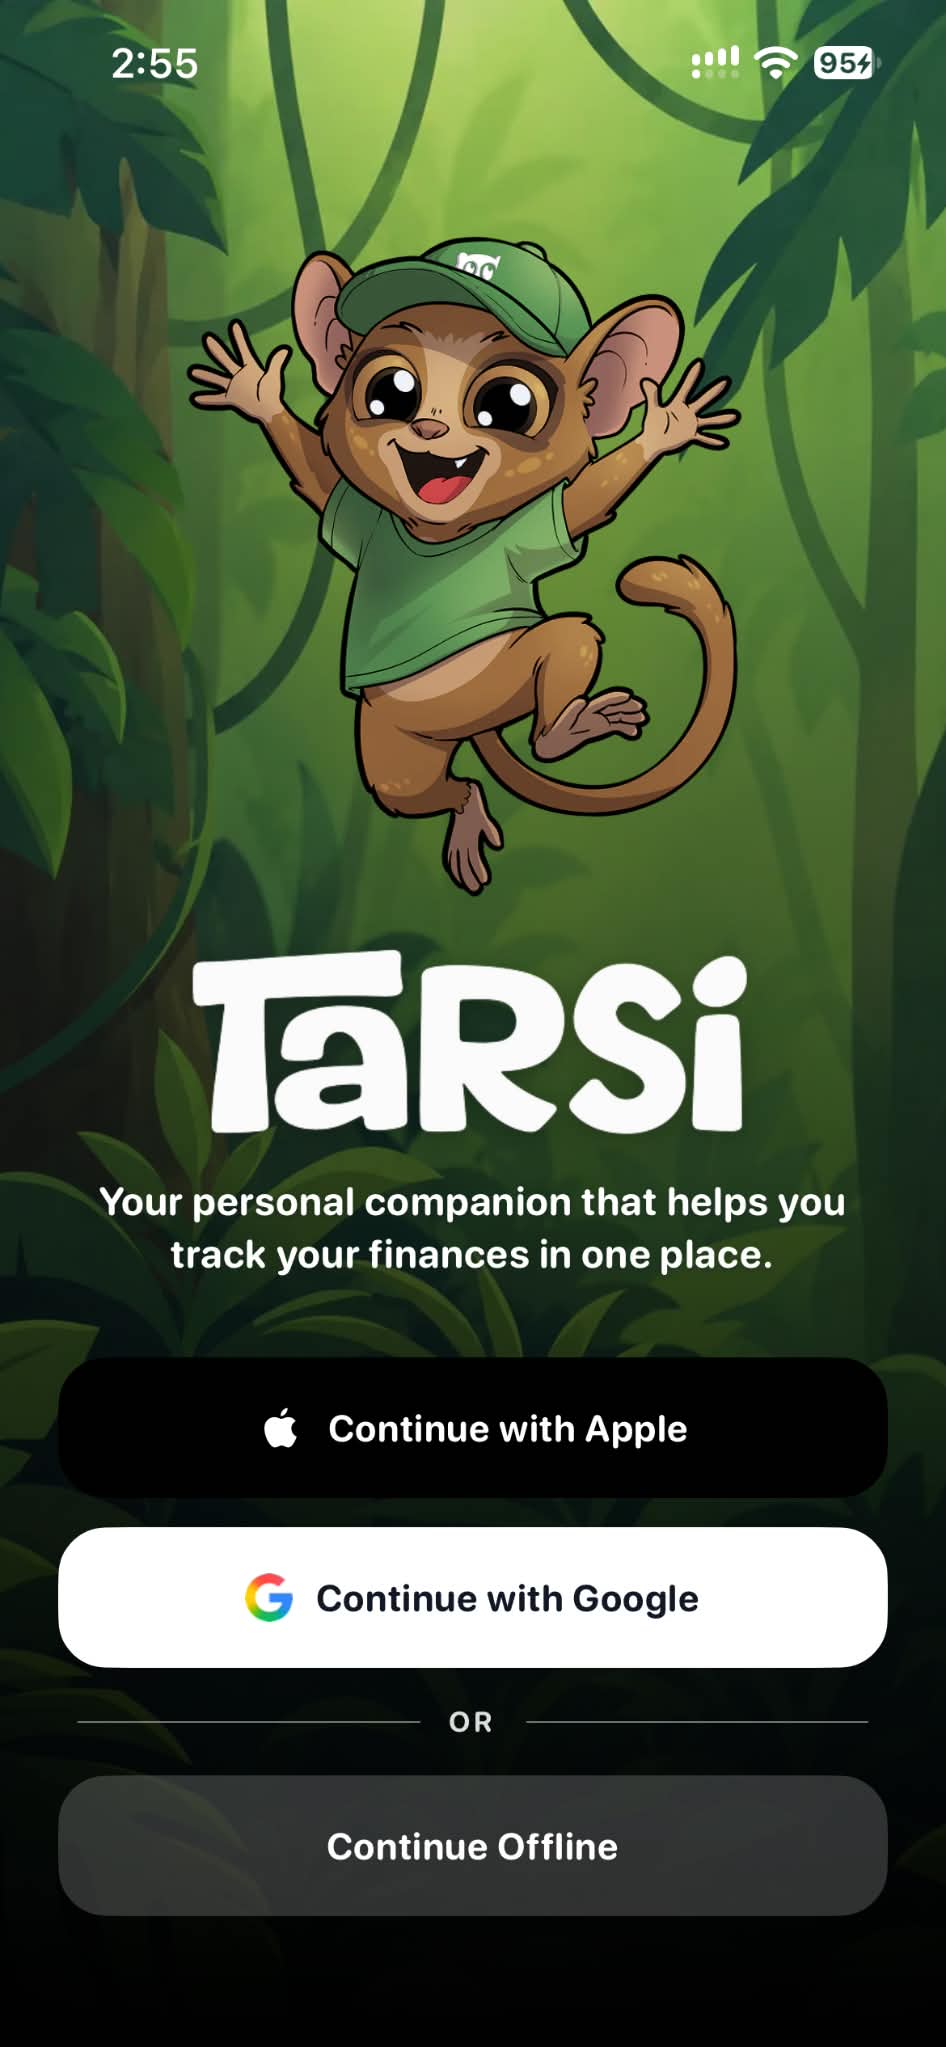 2:55
95
TaRSi
Your personal companion that helps you
track your finances in one place.
Continue with Apple
Continue with Google
OR
Continue Offline